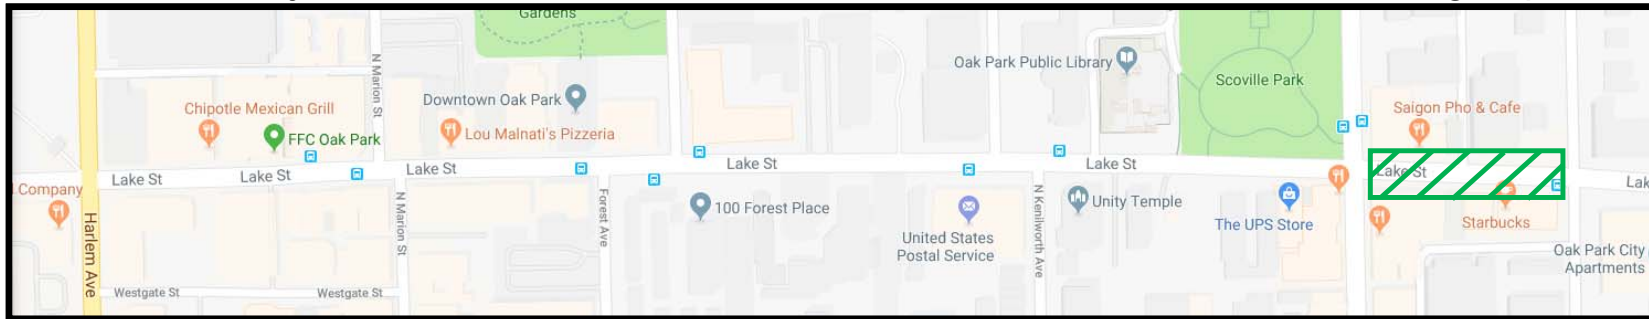 Gardens
N Marion St
Oak Park Public Library
Scoville Park
Downtown Oak Park
Chipotle Mexican Grill
Saigon Pho & Cafe
FFC Oak Park
Lou Malnati's Pizzeria
Lake St
Lake St
Lake St
Lake St
Lake St
Lake St
Lak
Company
N Marion St
Forest Ave
100 Forest Place
N Kenilworth Ave
Unity Temple
The UPS Store
Starbucks
Harlem Ave
United States
Postal Service
Oak Park City
Apartments
Westgate St
Westgate St